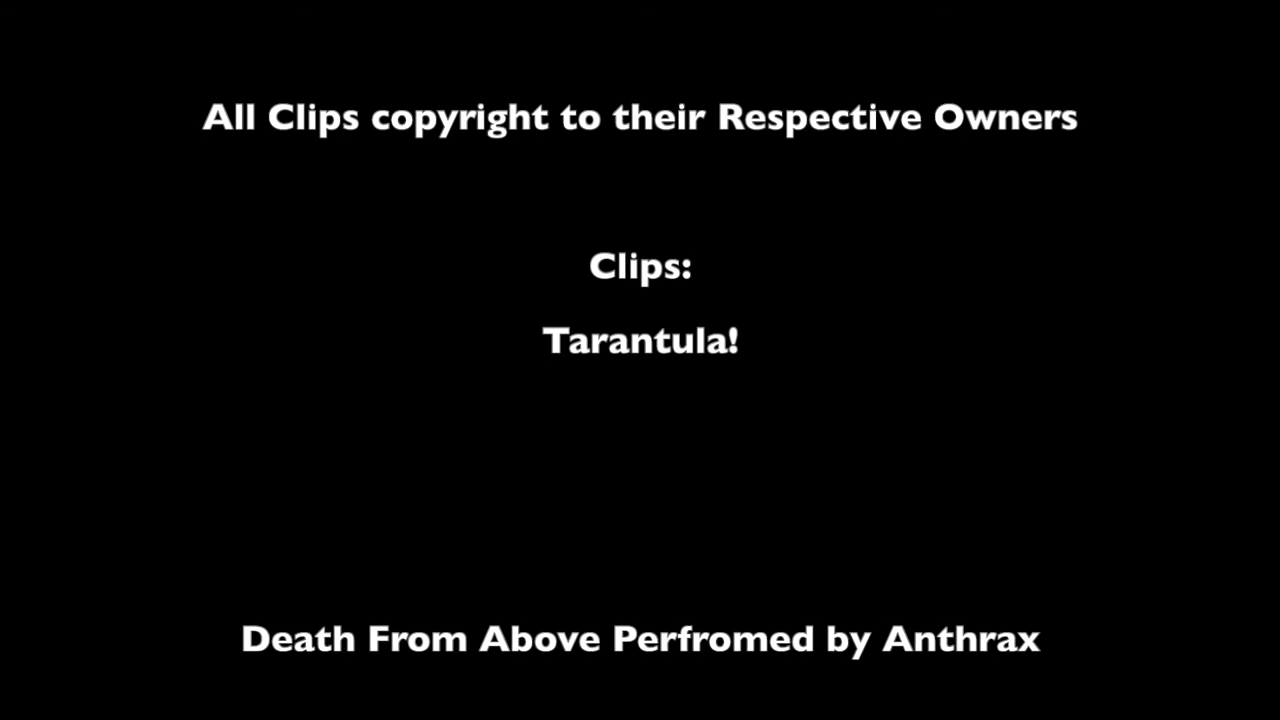 All Clips copyright to their Respective Owners
Clips:
Tarantula!
Death From Above Perfromed by Anthrax